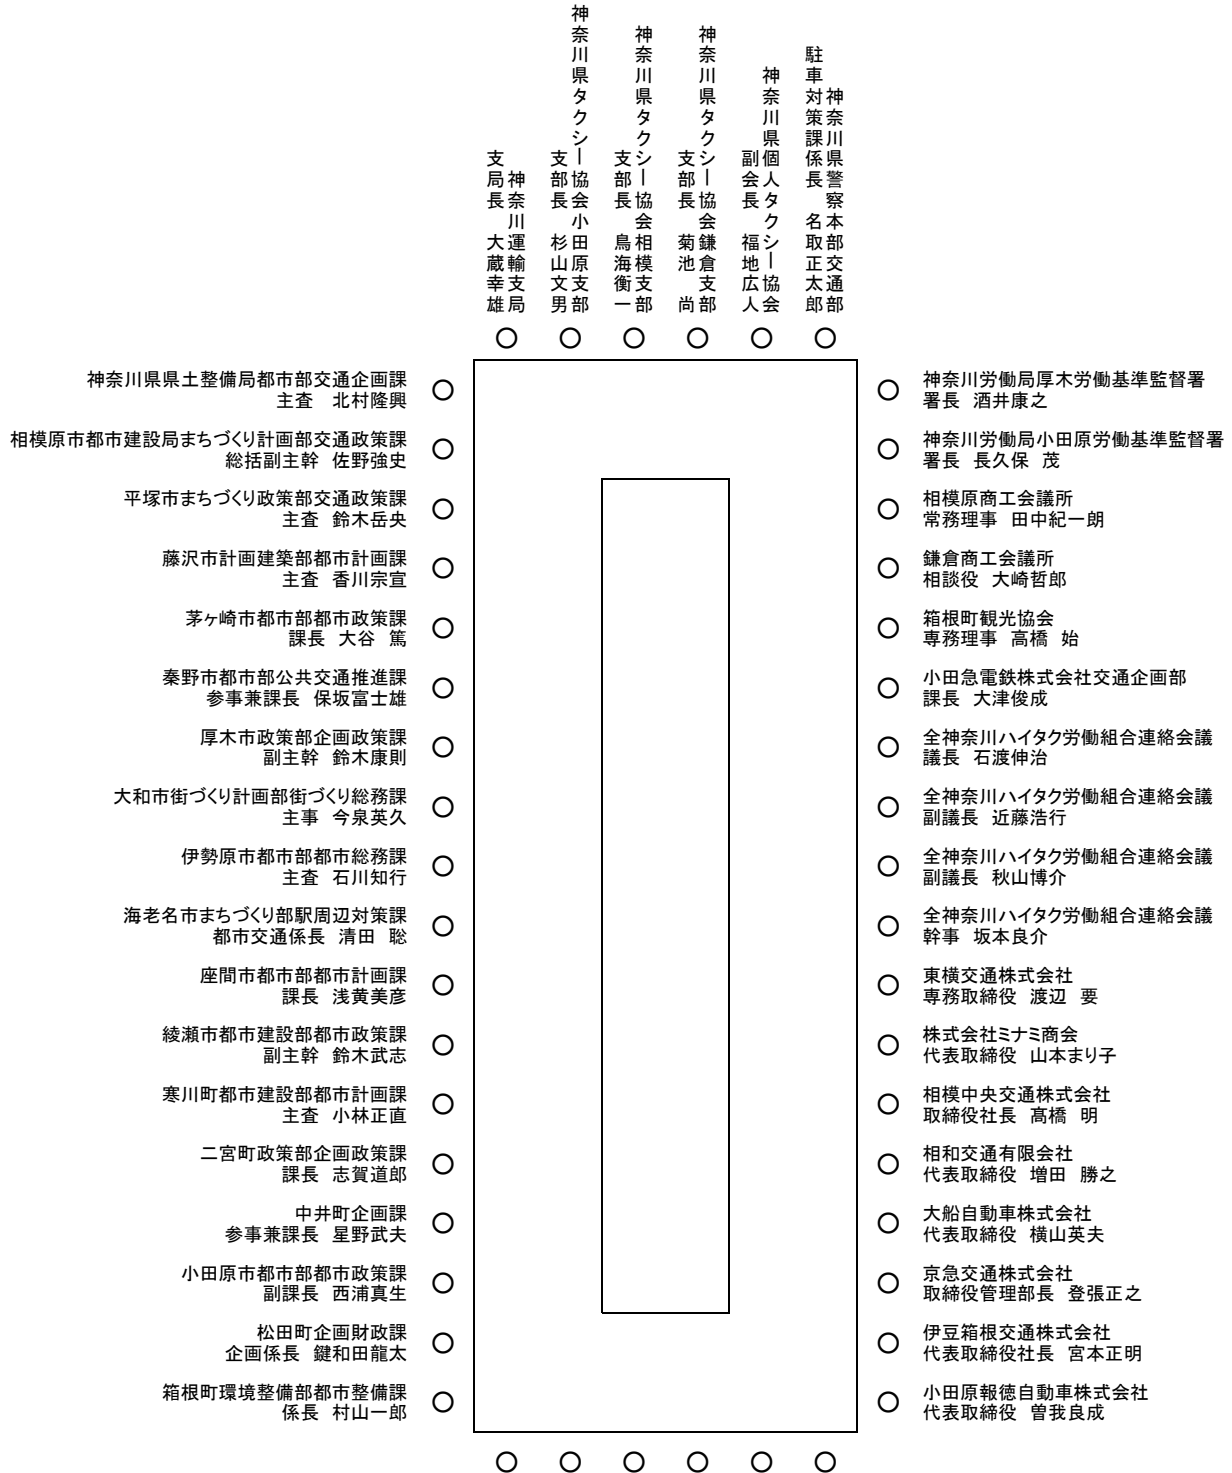 駐車対策課係長　名取正太郎
神奈川県警察本部交通部
神奈川県個人タクシー協会
副会長　福地広人
神奈川県タクシー協会鎌倉支部
支部長　菊池　尚
神奈川県タクシー協会相模支部
支部長　鳥海衡一
神奈川県タクシー協会小田原支部
支部長　杉山文男
神奈川運輸支局
支局長　大蔵幸雄
神奈川県県土整備局都市部交通企画課
主査　北村隆興
相模原市都市建設局まちづくり計画部交通政策課
総括副主幹　佐野強史
平塚市まちづくり政策部交通政策課
主査　鈴木岳央
藤沢市計画建築部都市計画課
主査　香川宗宣
茅ヶ崎市都市部都市政策課
課長　大谷　篤
秦野市都市部公共交通推進課
参事兼課長　保坂富士雄
厚木市政策部企画政策課
副主幹　鈴木康則
大和市街づくり計画部街づくり総務課
主事　今泉英久
伊勢原市都市部都市総務課
主査　石川知行
海老名市まちづくり部駅周辺対策課
都市交通係長　清田　聡
座間市都市部都市計画課
課長　浅黄美彦
綾瀬市都市建設部都市政策課
副主幹　鈴木武志
寒川町都市建設部都市計画課
主査　小林正直
二宮町政策部企画政策課
課長　志賀道郎
中井町企画課
参事兼課長　星野武夫
小田原市都市部都市政策課
副課長　西浦真生
松田町企画財政課
企画係長　鍵和田龍太
箱根町環境整備部都市整備課
係長　村山一郎
神奈川労働局厚木労働基準監督署
署長　酒井康之
神奈川労働局小田原労働基準監督署
署長　長久保　茂
相模原商工会議所
常務理事　田中紀一朗
鎌倉商工会議所
相談役　大崎哲郎
箱根町観光協会
専務理事　高橋　始
小田急電鉄株式会社交通企画部
課長　大津俊成
全神奈川ハイタク労働組合連絡会議
議長　石渡伸治
全神奈川ハイタク労働組合連絡会議
副議長　近藤浩行
全神奈川ハイタク労働組合連絡会議
副議長　秋山博介
全神奈川ハイタク労働組合連絡会議
幹事　坂本良介
東横交通株式会社
専務取締役　渡辺　要
株式会社ミナミ商会
代表取締役　山本まり子
相模中央交通株式会社
取締役社長　髙橋　明
相和交通有限会社
代表取締役　増田　勝之
大船自動車株式会社
代表取締役　横山英夫
京急交通株式会社
取締役管理部長　登張正之
伊豆箱根交通株式会社
代表取締役社長　宮本正明
小田原報徳自動車株式会社
代表取締役　曽我良成